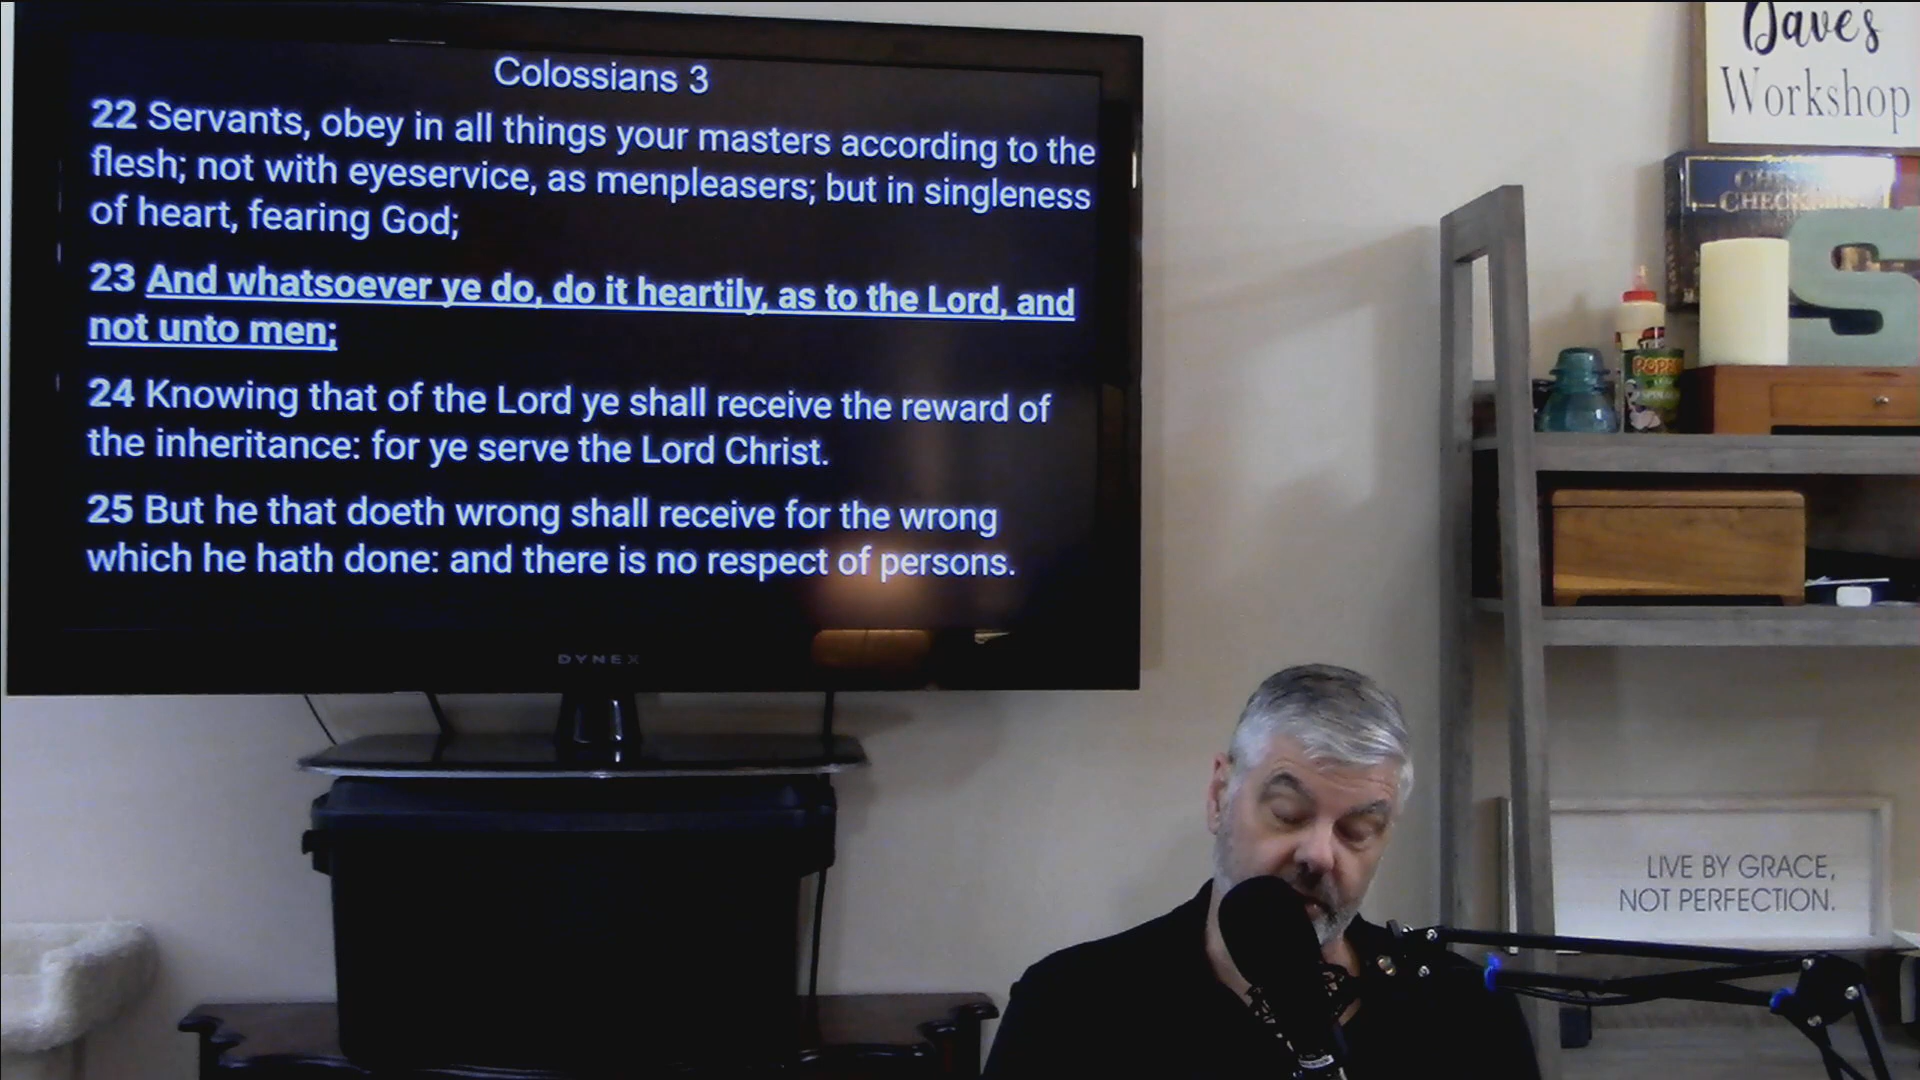 Colossians 3
22 Servants, obey in all things your masters according to the
flesh; not with eyeservice, as menpleasers; but in singleness
of heart, fearing God;
23 And whatsoever ye do, do it heartily, as to the Lord, and
not unto men;
24 Knowing that of the Lord ye shall receive the reward of
the inheritance: for ye serve the Lord Christ.
25 But he that doeth wrong shall receive for the wrong
which he hath done: and there is no respect of persons.
DYNEX
Dave's
Workshop
S
LIVE BY GRACE,
NOT PERFECTION.